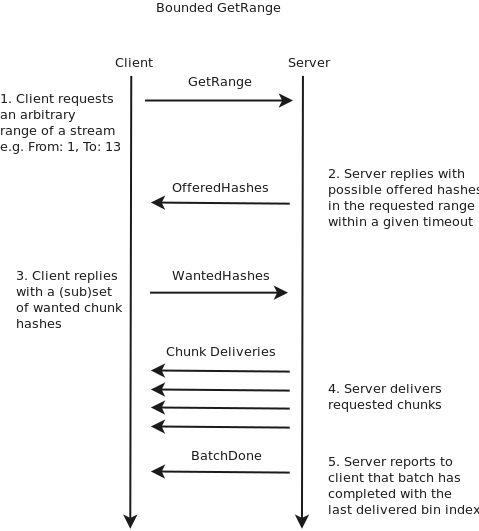 Bounded GetRange
Client
Server
GetRange
1. Client requests
an arbitrary
range of a stream
e.g. From: 1, To: 13
OfferedHashes
2. Server replies with
possible offered hashes
in the requested range
within a given timeout
3. Client replies
with a (sub)set
of wanted chunk
hashes
WantedHashes
Chunk Deliveries
4. Server delivers
requested chunks
BatchDone
5. Server reports to
client that batch has
completed with the
last delivered bin index